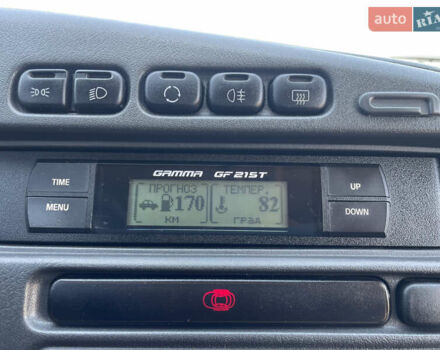 auto RIA
GAMMA GF 215T
TIME
MENU
ПРОГНОЗ ТЕМПЕР.
170 82
КМ ГРАД
UP
DOWN